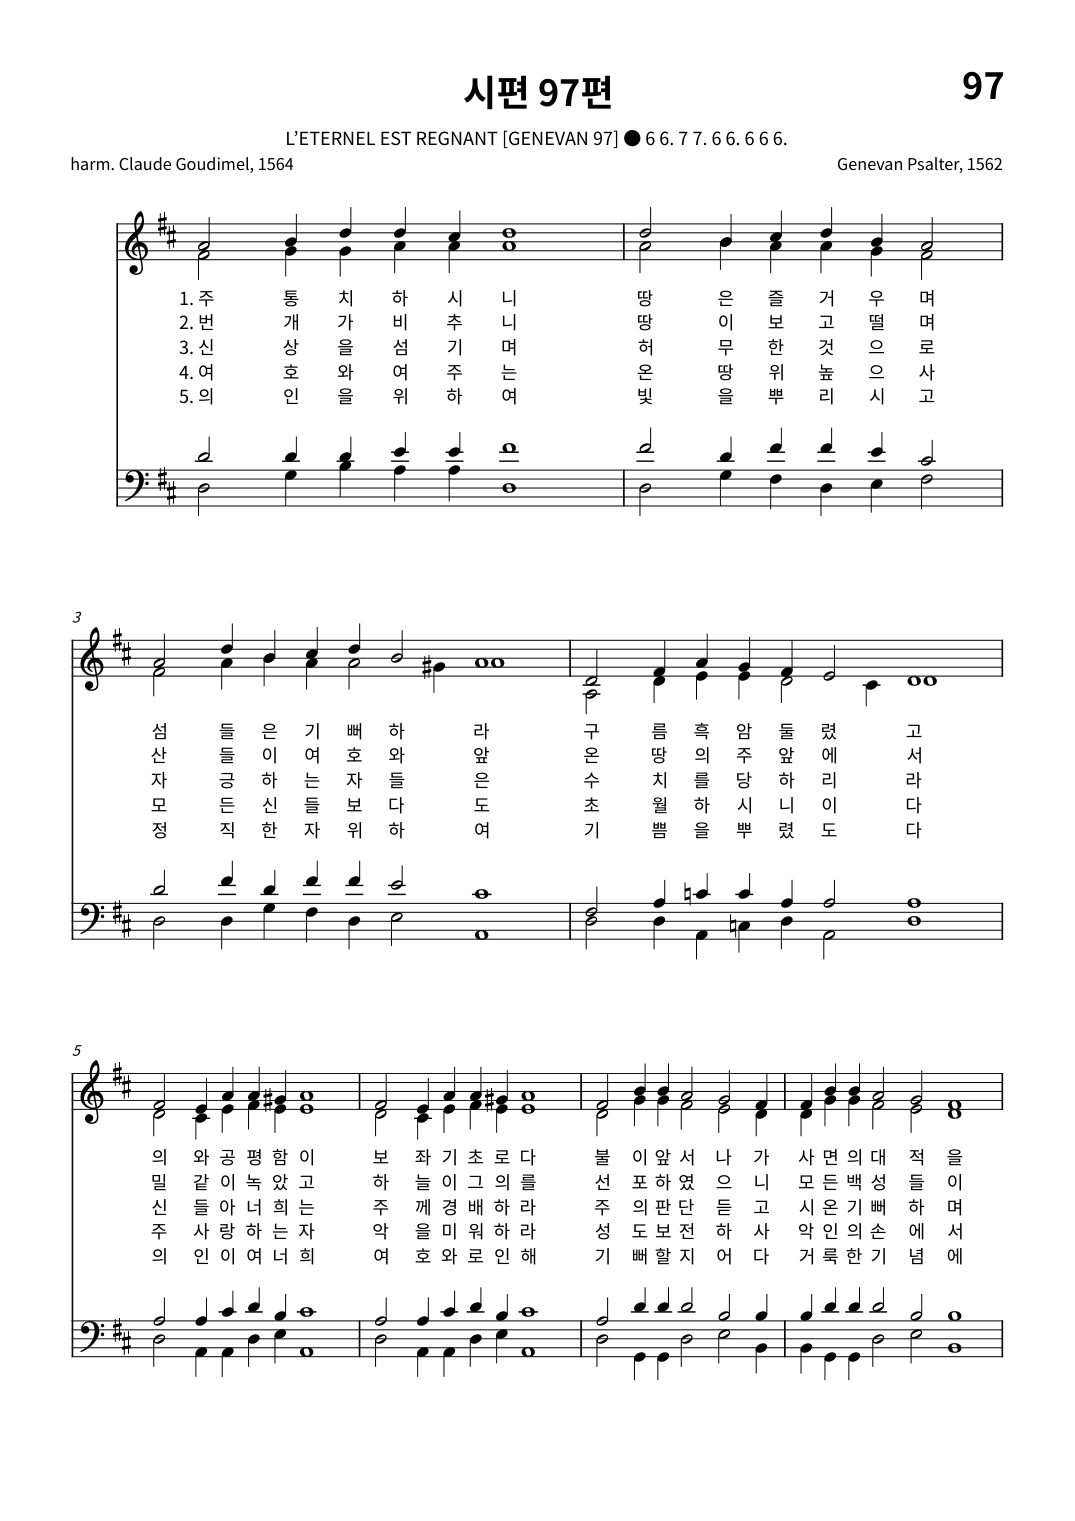 시편 97편
97
L’ETERNEL EST REGNANT [GENEVAN 97] ● 6 6. 7 7. 6 6. 6 6 6.
harm. Claude Goudimel, 1564
Genevan Psalter, 1562
1. 주 통 치 하 시 니 땅 은 즐 거 우 며
2. 번 개 가 비 추 니 땅 이 보 고 떨 며
3. 신 상 을 섬 기 며 허 무 한 것 으 로
4. 여 호 와 여 주 는 온 땅 위 높 으 사
5. 의 인 을 위 하 여 빛 을 뿌 리 시 고
3
섬 들 은 기 뻐 하 라 구 름 흑 암 둘 렸 고
산 들 이 여 호 와 앞 온 땅 의 주 앞 에 서
자 긍 하 는 자 들 은 수 치 를 당 하 리 라
모 든 신 들 보 다 도 초 월 하 시 니 이 다
정 직 한 자 위 하 여 기 쁨 을 뿌 렸 도 다
5
의 와 공 평 함 이 보 좌 기 초 로 다 불 이 앞 서 나 가 사 면 의 대 적 을
밀 같 이 녹 았 고 하 늘 이 그 의 를 선 포 하 였 으 니 모 든 백 성 들 이
신 들 아 너 희 는 주 께 경 배 하 라 주 의 판 단 듣 고 시 온 기 뻐 하 며
주 사 랑 하 는 자 악 을 미 워 하 라 성 도 보 전 하 사 악 인 의 손 에 서
의 인 이 여 너 희 여 호 와 로 인 해 기 뻐 할 지 어 다 거 룩 한 기 념 에